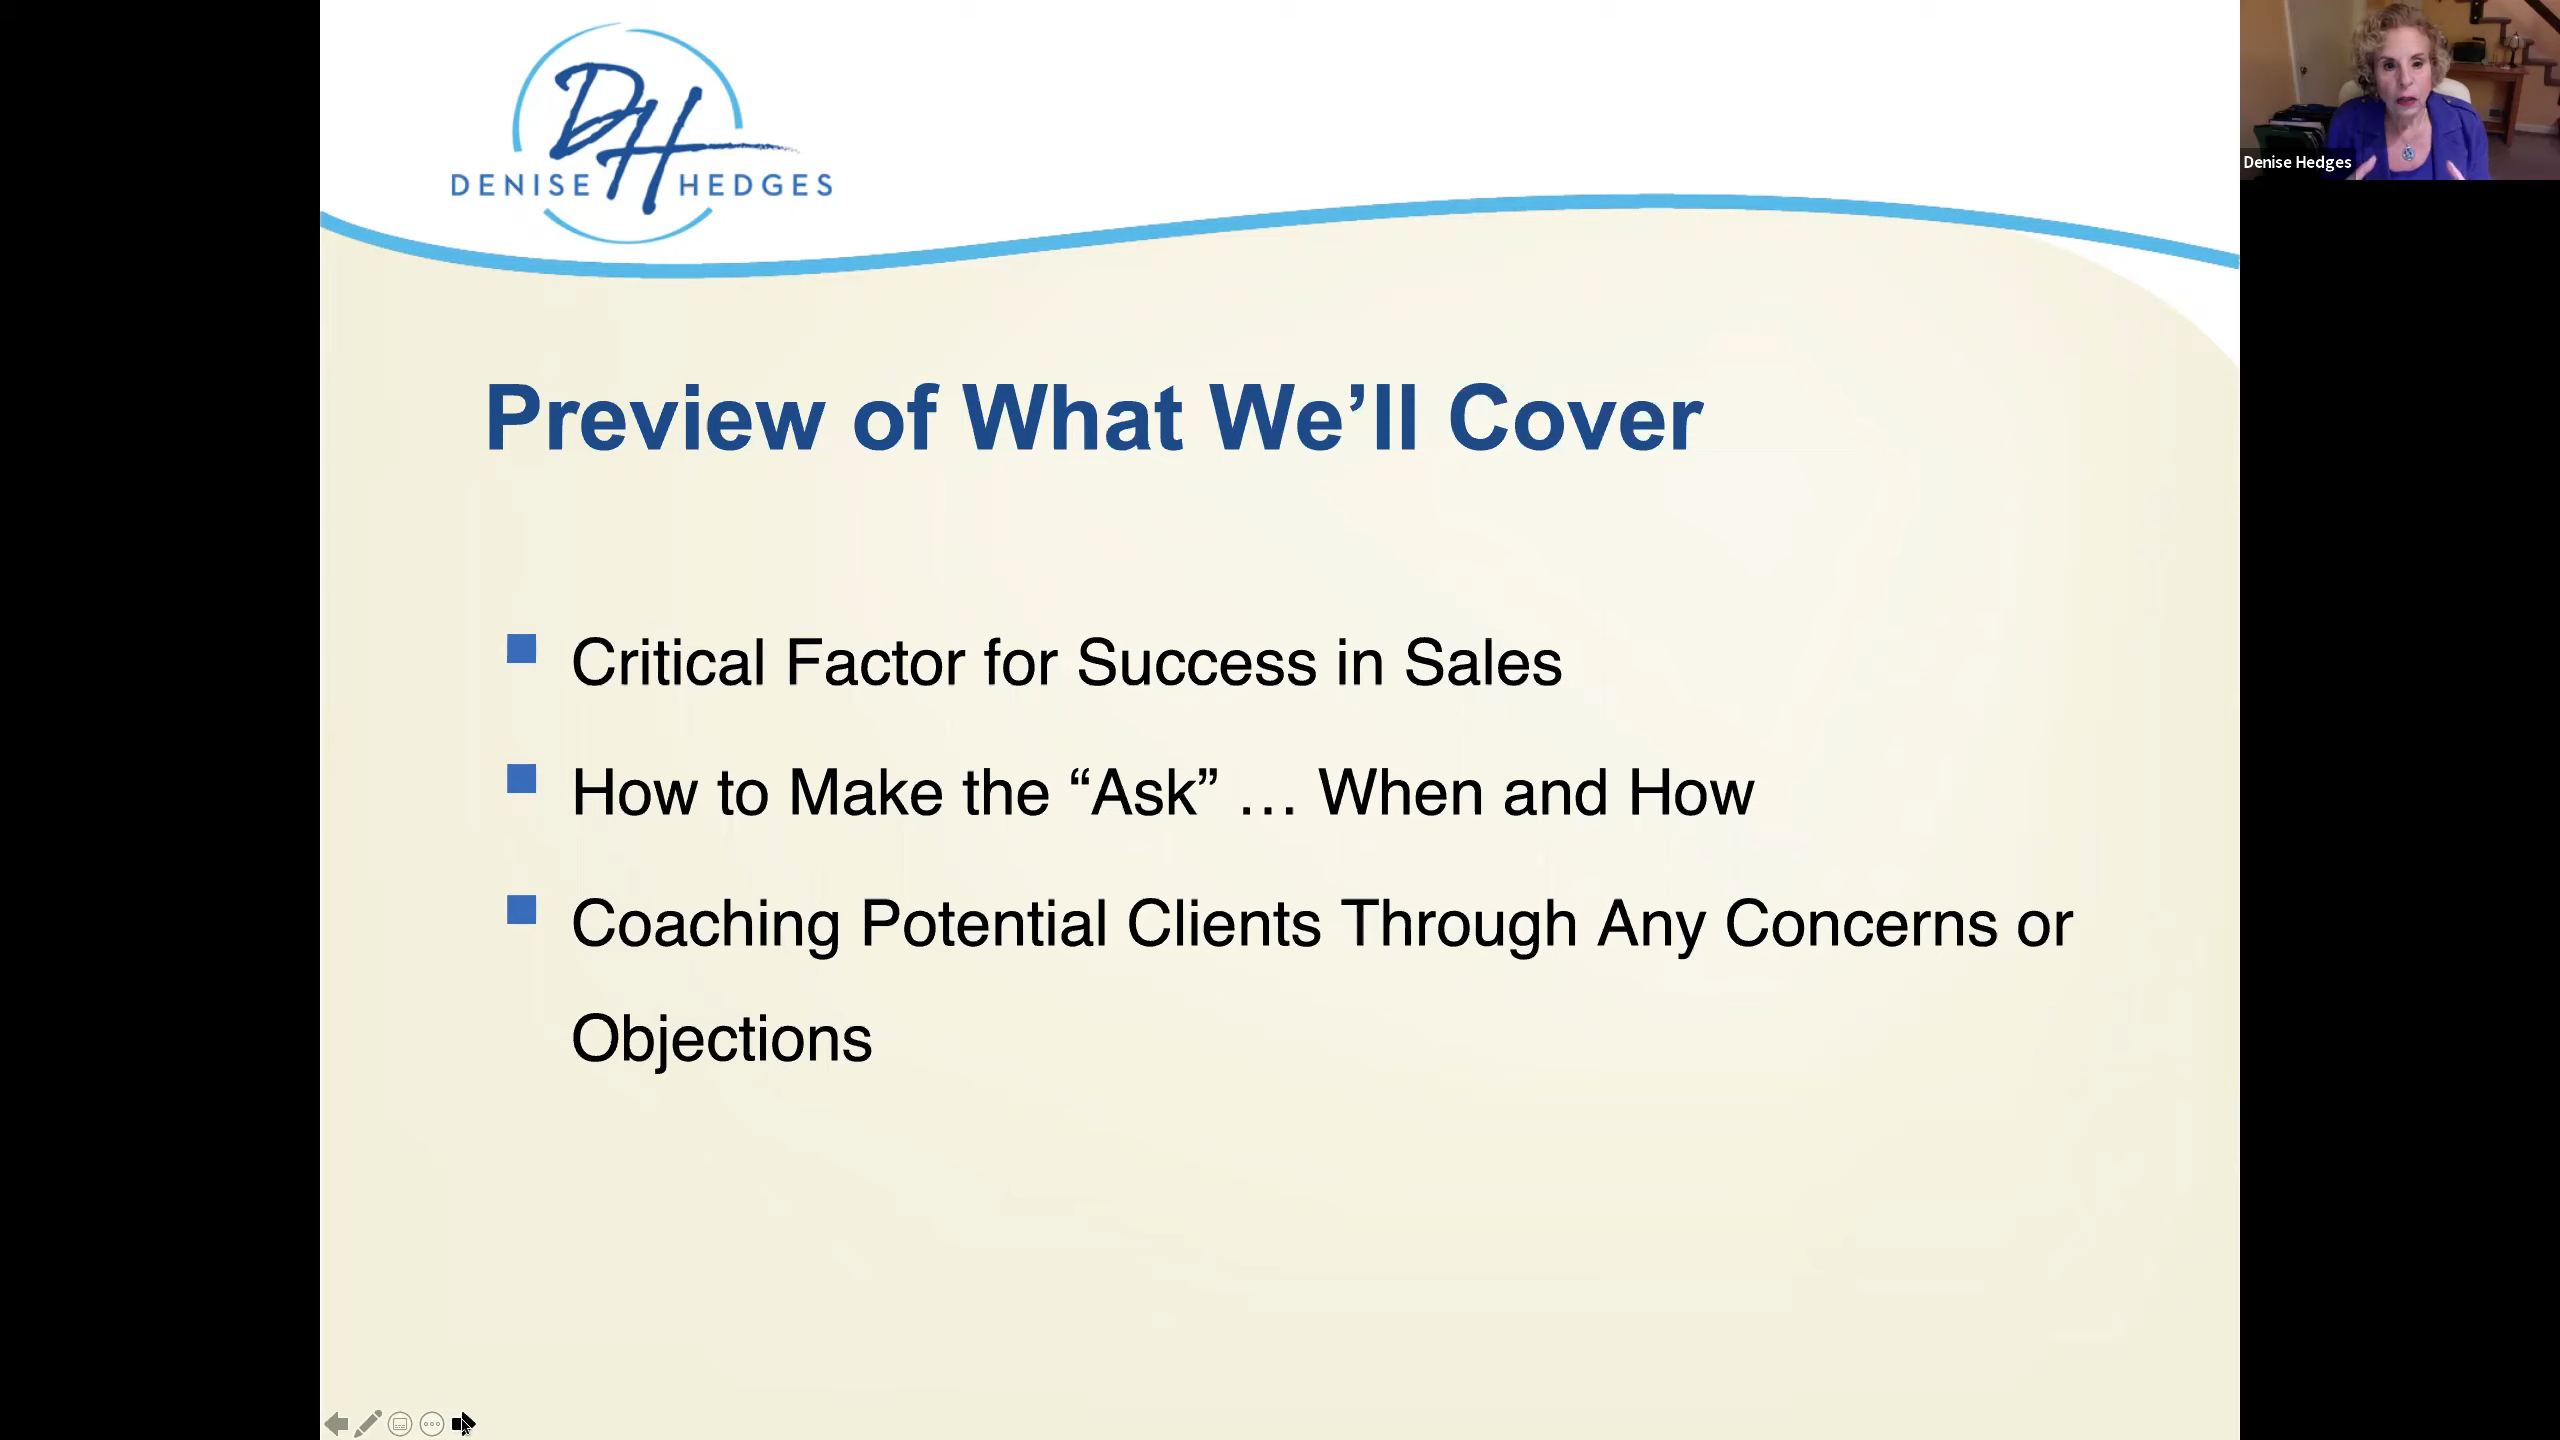 DH
DENISE HEDGES
Denise Hedges
Preview of What We’ll Cover
Critical Factor for Success in Sales
How to Make the “Ask” … When and How
Coaching Potential Clients Through Any Concerns or
Objections